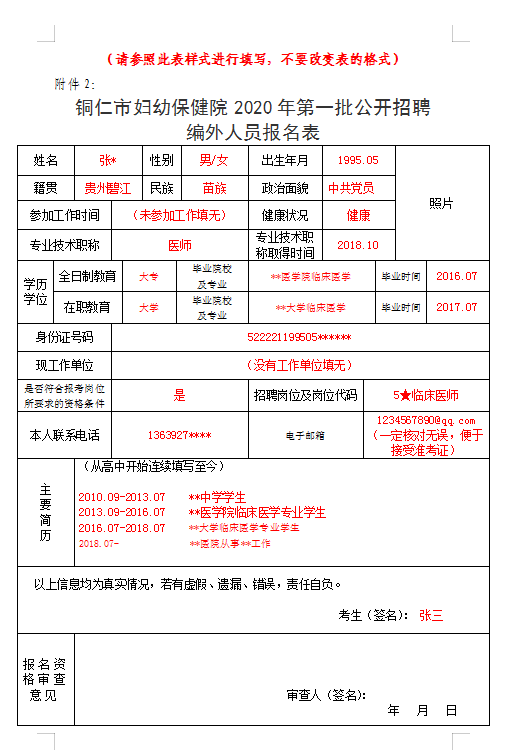 （请参照此表样式进行填写，不要改变表的格式）
附件 2：
铜仁市妇幼保健院 2020 年第一批公开招聘
编外人员报名表
姓名 张* 性别 男/女 出生年月 1995.05 照片
籍贯 贵州碧江 民族 苗族 政治面貌 中共党员
参加工作时间 （未参加工作填无） 健康状况 健康
专业技术职称 医师 专业技术职称取得时间 2018.10
学历学位 全日制教育 大专 毕业院校及专业 **医学院临床医学 毕业时间 2016.07
在职教育 大学 毕业院校及专业 **大学临床医学 毕业时间 2017.07
身份证号码 522221199505******
现工作单位 （没有工作单位填无）
是否符合报考岗位所要求的资格条件 是 招聘岗位及岗位代码 5★临床医师
本人联系电话 1363927**** 电子邮箱 1234567890@qq.com（一定核对无误，便于接受准考证）
主要简历
（从高中开始连续填写至今）
2010.09-2013.07 **中学学生
2013.09-2016.07 **医学院临床医学专业学生
2016.07-2018.07 **大学临床医学专业学生
2018.07- **医院从事**工作
以上信息均为真实情况，若有虚假、遗漏、错误，责任自负。
考生（签名）： 张三
报名资格审查意见
审查人（签名）：
年 月 日